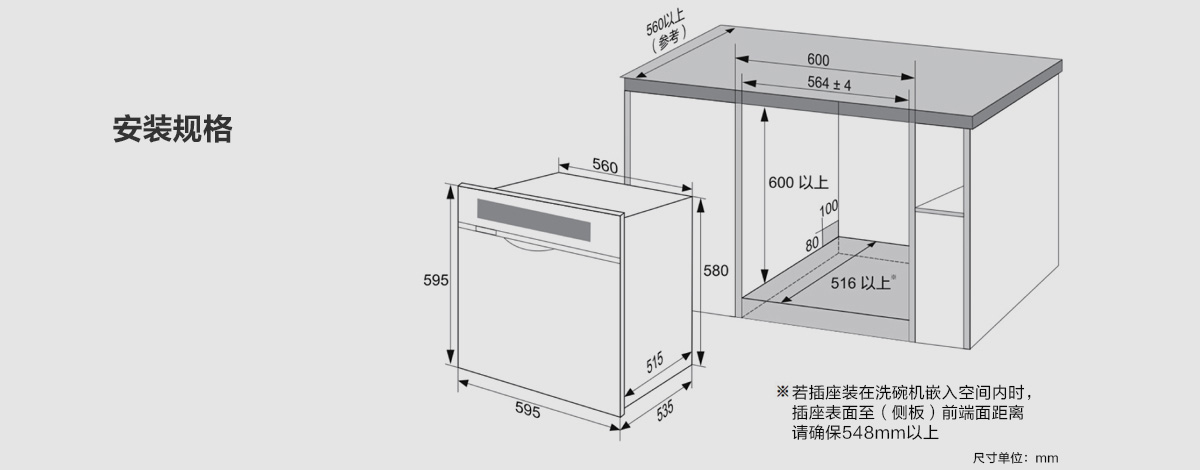 安装规格
560以上
（参考）
600
564 ± 4
600 以上
100
80
516 以上※
560
595
580
515
535
595
※ 若插座装在洗碗机嵌入空间内时，
插座表面至（侧板）前端面距离
请确保548mm以上
尺寸单位：mm